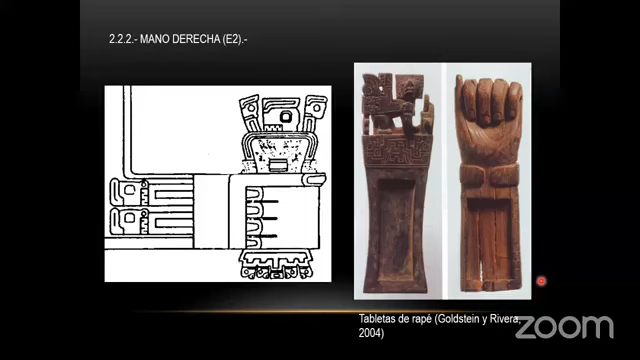 2.2.2.- MANO DERECHA (E2).-
Tabletas de rapé (Goldstein y Rivera,
2004)
zoom